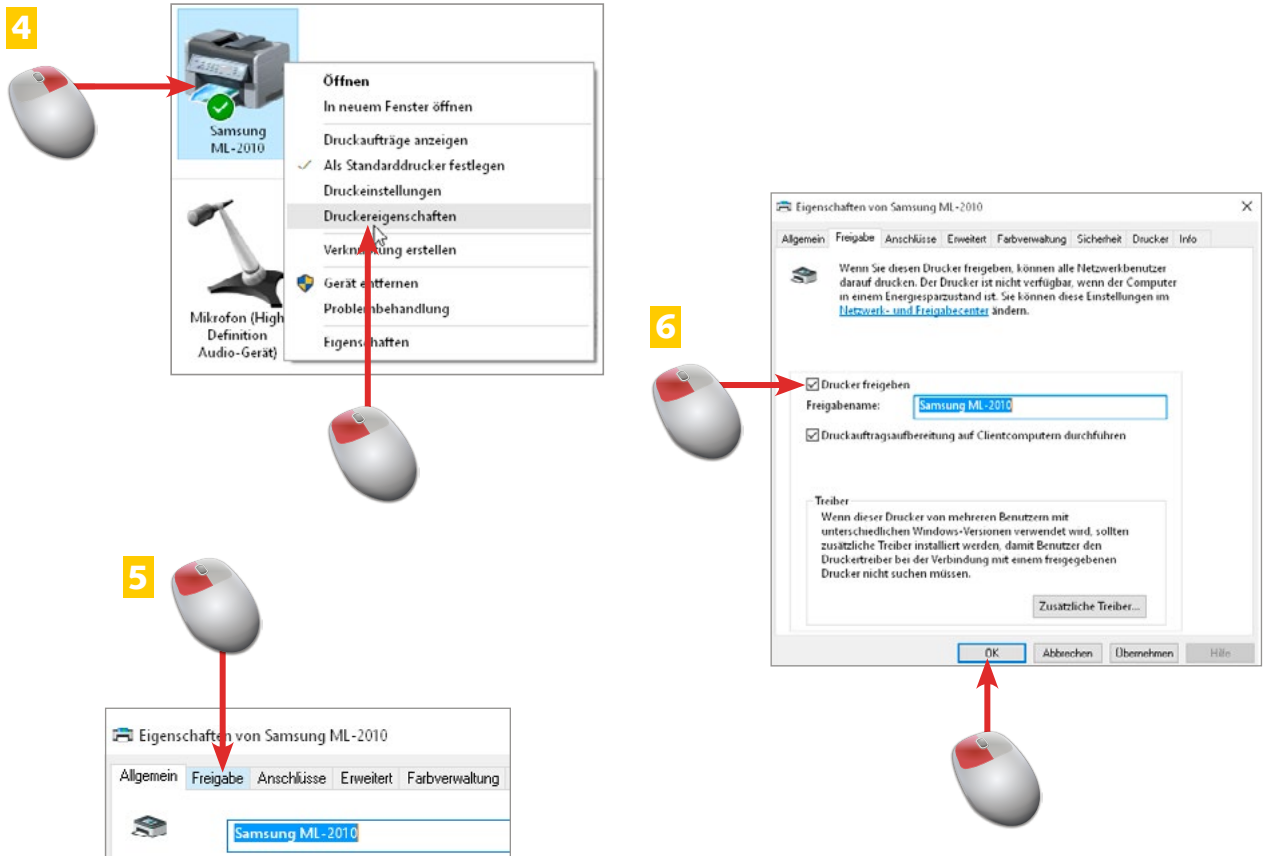 4
Samsung
ML-2010
Mikrofon (High
Definition
Audio-Gerät)
Öffnen
In neuem Fenster öffnen
Druckaufträge anzeigen
Als Standarddrucker festlegen
Druckeinstellungen
Druckereigenschaften
Verknüpfung erstellen
Gerät entfernen
Problembehandlung
Eigenschaften
5
Eigenschaften von Samsung ML-2010
Allgemein Freigabe Anschlüsse Erweitert Farbverwaltung
Samsung ML-2010
6
Eigenschaften von Samsung ML-2010
Allgemein Freigabe Anschlüsse Erweitert Farbverwaltung Sicherheit Drucker Info
Wenn Sie diesen Drucker freigeben, können alle Netzwerkbenutzer
darauf drucken. Der Drucker ist nicht verfügbar, wenn der Computer
in einem Energiesparzustand ist. Sie können diese Einstellungen im
Netzwerk- und Freigabecenter ändern.
Drucker freigeben
Freigabename: Samsung ML-2010
Druckauftragsaufbereitung auf Clientcomputern durchführen
Treiber
Wenn dieser Drucker von mehreren Benutzern mit
unterschiedlichen Windows-Versionen verwendet wird, sollten
zusätzliche Treiber installiert werden, damit Benutzer den
Druckertreiber bei der Verbindung mit einem freigegebenen
Drucker nicht suchen müssen.
Zusätzliche Treiber...
OK Abbrechen Übernehmen Hilfe